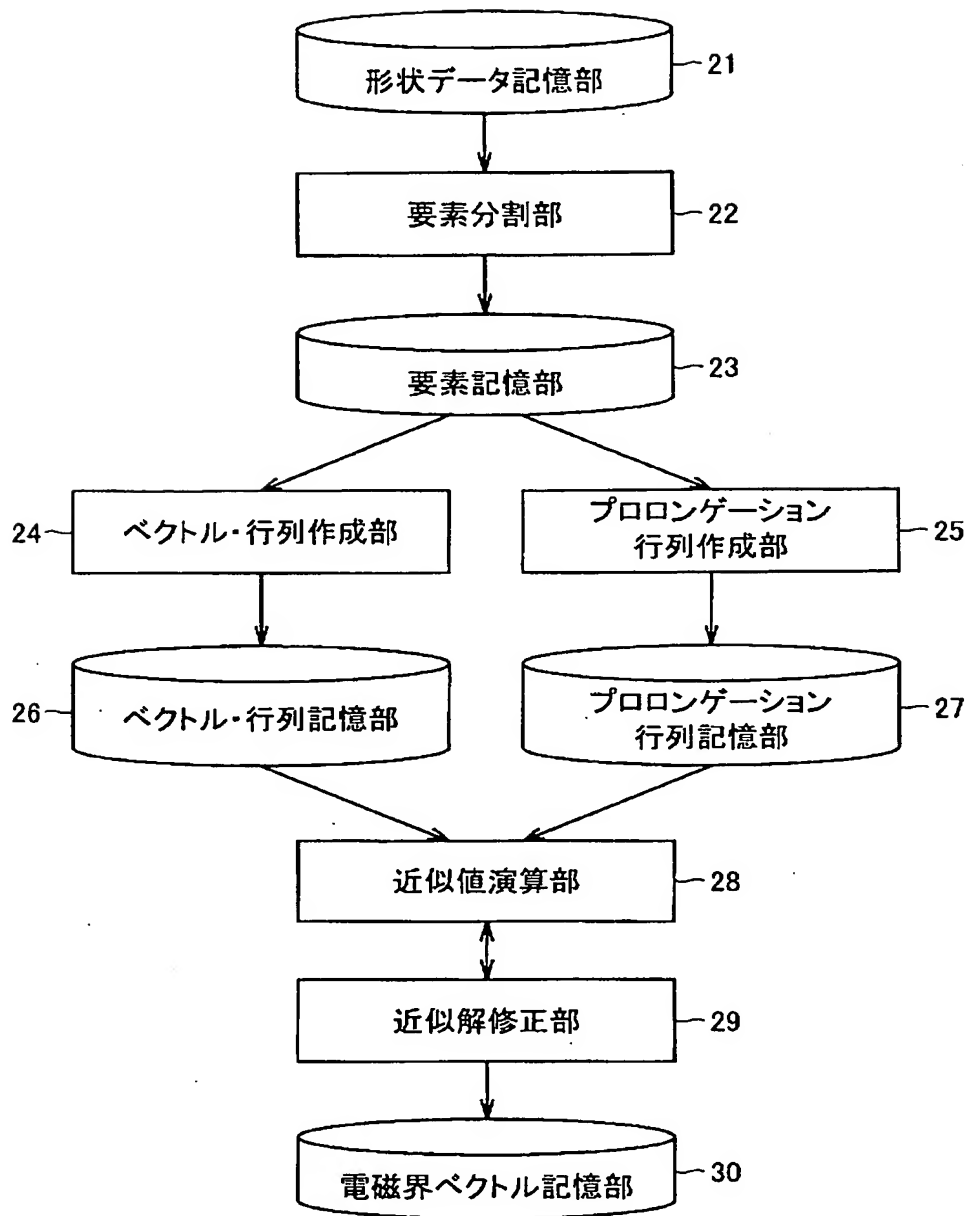 形状データ記憶部
21
要素分割部
22
要素記憶部
23
24
ベクトル・行列作成部
プロロンゲーション
行列作成部
25
26
ベクトル・行列記憶部
プロロンゲーション
行列記憶部
27
近似値演算部
28
近似解修正部
29
電磁界ベクトル記憶部
30